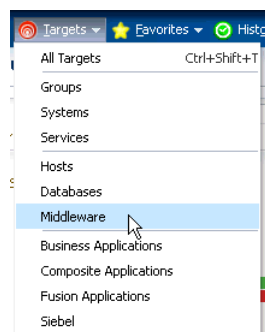 Targets Favorites Histo
All Targets Ctrl+Shift+T
Groups
Systems
Services
Hosts
Databases
Middleware
Business Applications
Composite Applications
Fusion Applications
Siebel